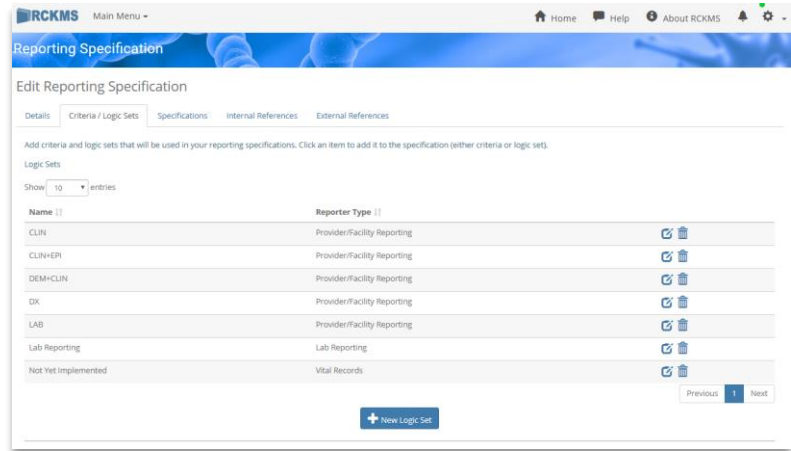 RCKMS Main Menu Home Help About RCKMS
Reporting Specification
Edit Reporting Specification
Details Criteria / Logic Sets Specifications Internal References External References
Add criteria and logic sets that will be used in your reporting specifications. Click an item to add it to the specification (either criteria or logic set).
Logic Sets
Show 10 entries
Name Reporter Type
CLIN Provider/Facility Reporting
CLIN+EPI Provider/Facility Reporting
DEM+CLIN Provider/Facility Reporting
DX Provider/Facility Reporting
LAB Provider/Facility Reporting
Lab Reporting Lab Reporting
Not Yet Implemented Vital Records
Previous 1 Next
New Logic Set